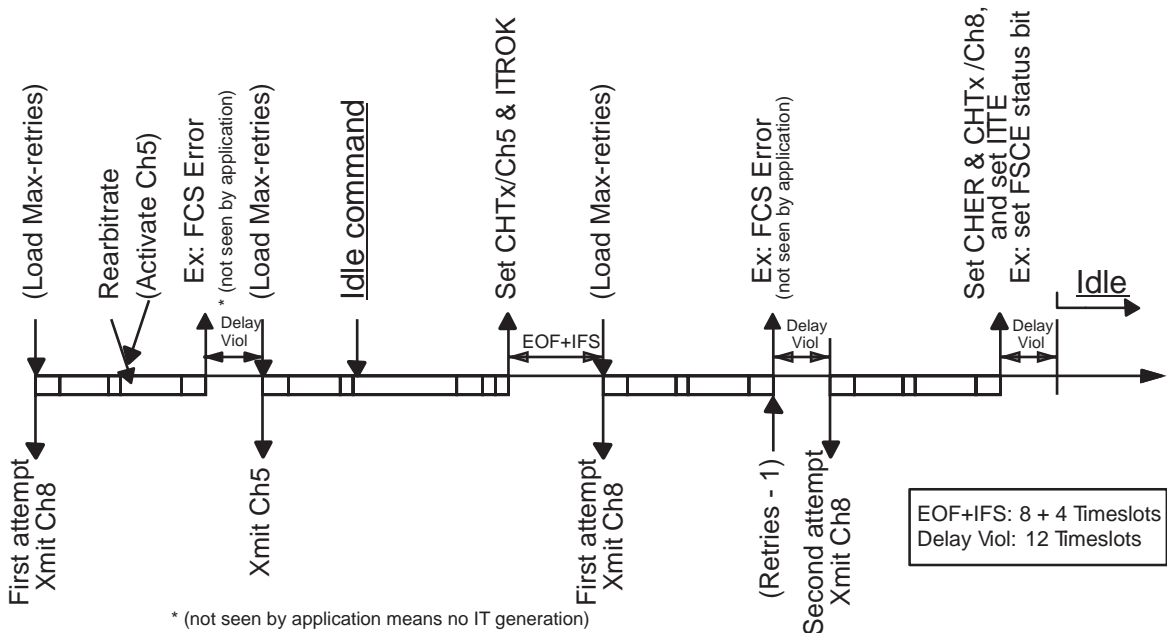 (Load Max-retries)
Rearbitrate
(Activate Ch5)
Ex: FCS Error
* (not seen by application)
(Load Max-retries)
Idle command
Set CHTx/Ch5 & ITROK
(Load Max-retries)
Ex: FCS Error
(not seen by application)
Set CHER & CHTx /Ch8,
and set ITTE
Ex: set FSCE status bit
Idle
Delay
Viol
EOF+IFS
Delay
Viol
Delay
Viol
First attempt
Xmit Ch8
Xmit Ch5
First attempt
Xmit Ch8
(Retries - 1)
Second attempt
Xmit Ch8
EOF+IFS: 8 + 4 Timeslots
Delay Viol: 12 Timeslots
* (not seen by application means no IT generation)